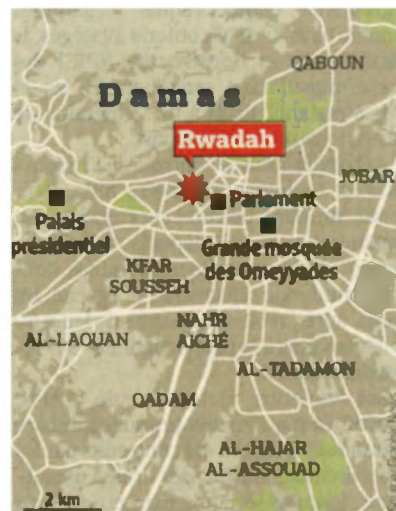 QABOUN
Damas
Rwadah
JOBAR
Parlement
Palais
présidentiel
Grande mosquée
des Omeyyades
KFAR
SOUSSEH
NAHR
AICHÉ
AL-LAOUAN
AL-TADAMON
QADAM
AL-HAJAR
AL-ASSOUAD
2 km